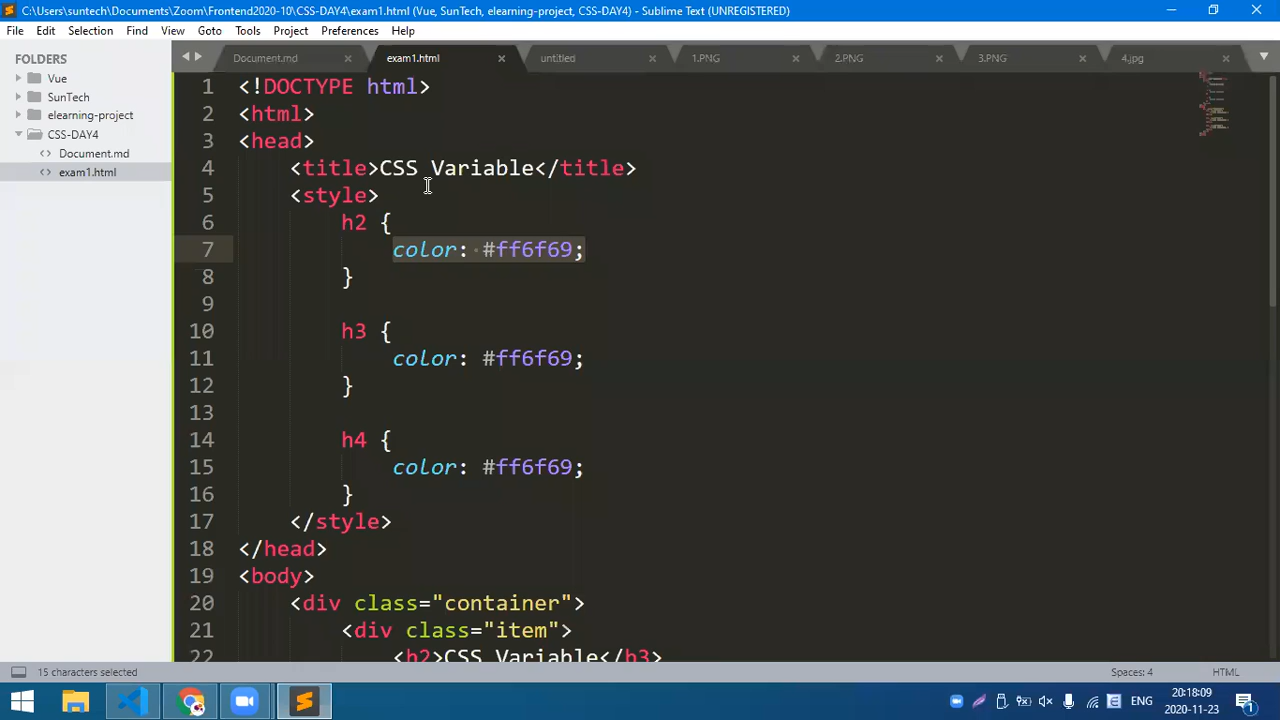 C:\Users\suntech\Documents\Zoom\Frontend2020-10\CSS-DAY4\exam1.html (Vue, SunTech, elearning-project, CSS-DAY4) - Sublime Text (UNREGISTERED)
File Edit Selection Find View Goto Tools Project Preferences Help
FOLDERS
Vue
SunTech
elearning-project
CSS-DAY4
Document.md
exam1.html
Document.md exam1.html untitled 1.PNG 2.PNG 3.PNG 4.jpg
1 <!DOCTYPE html>
2 <html>
3 <head>
4 <title>CSS Variable</title>
5 <style>
6 h2 {
7 color: #ff6f69;
8 }
9
10 h3 {
11 color: #ff6f69;
12 }
13
14 h4 {
15 color: #ff6f69;
16 }
17 </style>
18 </head>
19 <body>
20 <div class="container">
21 <div class="item">
22 <h2>CSS Variable</h3>
15 characters selected Spaces: 4 HTML
ENG
20:18:09
2020-11-23
1